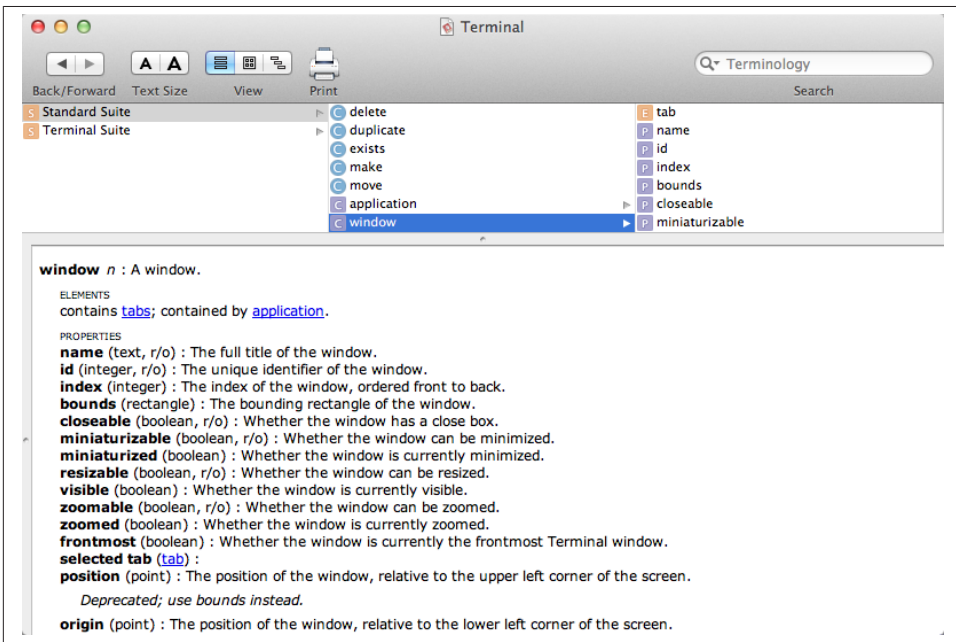 Terminal
A A
Terminology
Back/Forward Text Size View Print Search
S Standard Suite
S Terminal Suite
C delete
C duplicate
C exists
C make
C move
C application
C window
E tab
P name
P id
P index
P bounds
P closeable
P miniaturizable
window n : A window.
ELEMENTS
contains tabs; contained by application.
PROPERTIES
name (text, r/o) : The full title of the window.
id (integer, r/o) : The unique identifier of the window.
index (integer) : The index of the window, ordered front to back.
bounds (rectangle) : The bounding rectangle of the window.
closeable (boolean, r/o) : Whether the window has a close box.
miniaturizable (boolean, r/o) : Whether the window can be minimized.
miniaturized (boolean) : Whether the window is currently minimized.
resizable (boolean, r/o) : Whether the window can be resized.
visible (boolean) : Whether the window is currently visible.
zoomable (boolean, r/o) : Whether the window can be zoomed.
zoomed (boolean) : Whether the window is currently zoomed.
frontmost (boolean) : Whether the window is currently the frontmost Terminal window.
selected tab (tab) :
position (point) : The position of the window, relative to the upper left corner of the screen.
Deprecated; use bounds instead.
origin (point) : The position of the window, relative to the lower left corner of the screen.